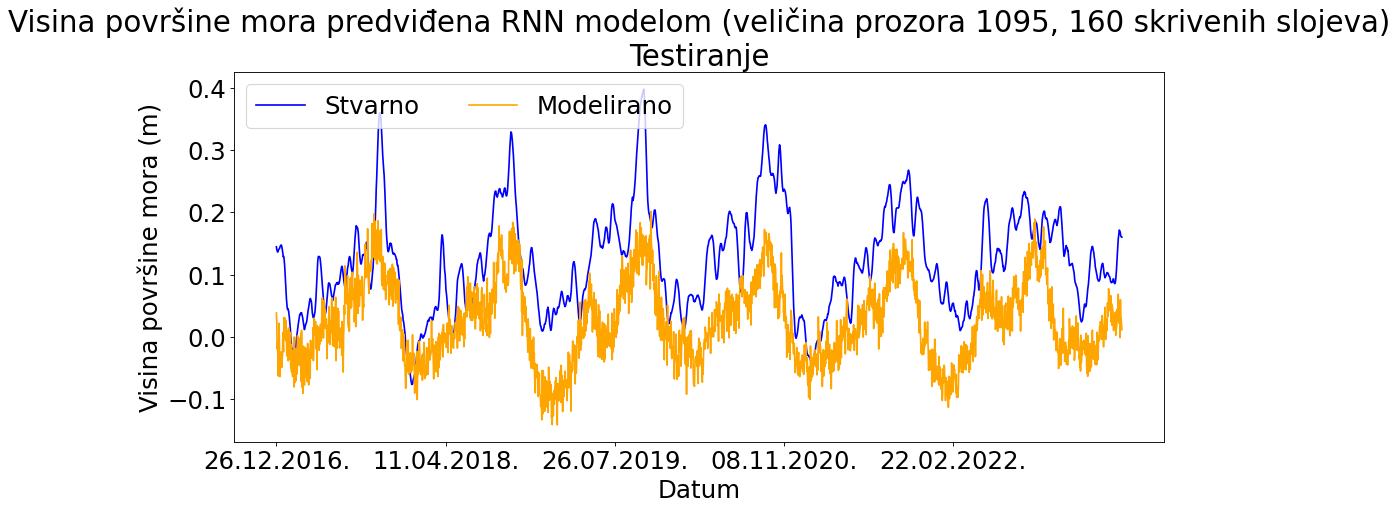 Visina površine mora predviđena RNN modelom (veličina prozora 1095, 160 skrivenih slojeva)
Testiranje
Stvarno
Modelirano
Visina površine mora (m)
0.4
0.3
0.2
0.1
0.0
−0.1
26.12.2016.
11.04.2018.
26.07.2019.
08.11.2020.
22.02.2022.
Datum